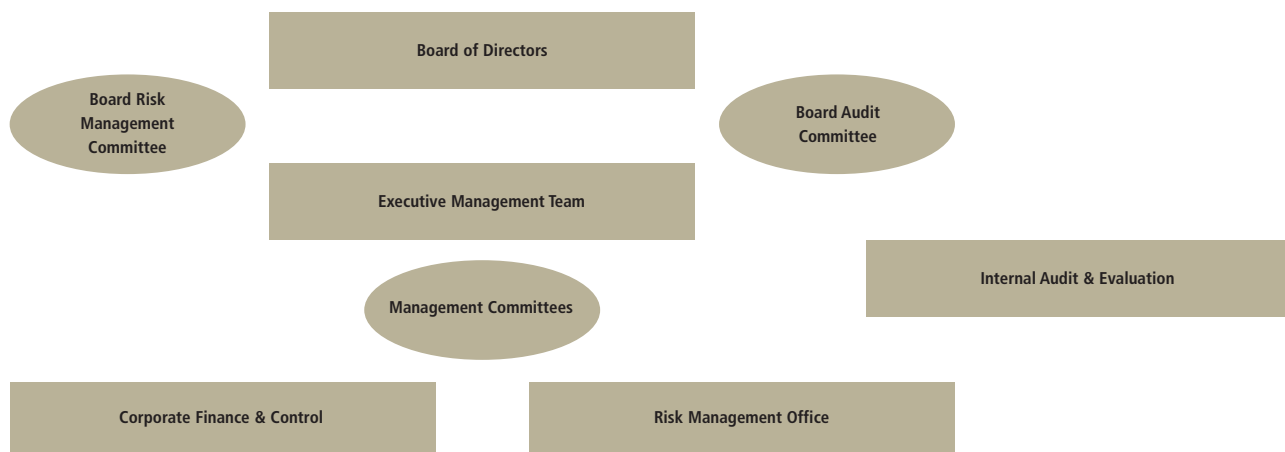 Board of Directors
Board Risk
Management
Committee
Board Audit
Committee
Executive Management Team
Internal Audit & Evaluation
Management Committees
Corporate Finance & Control
Risk Management Office